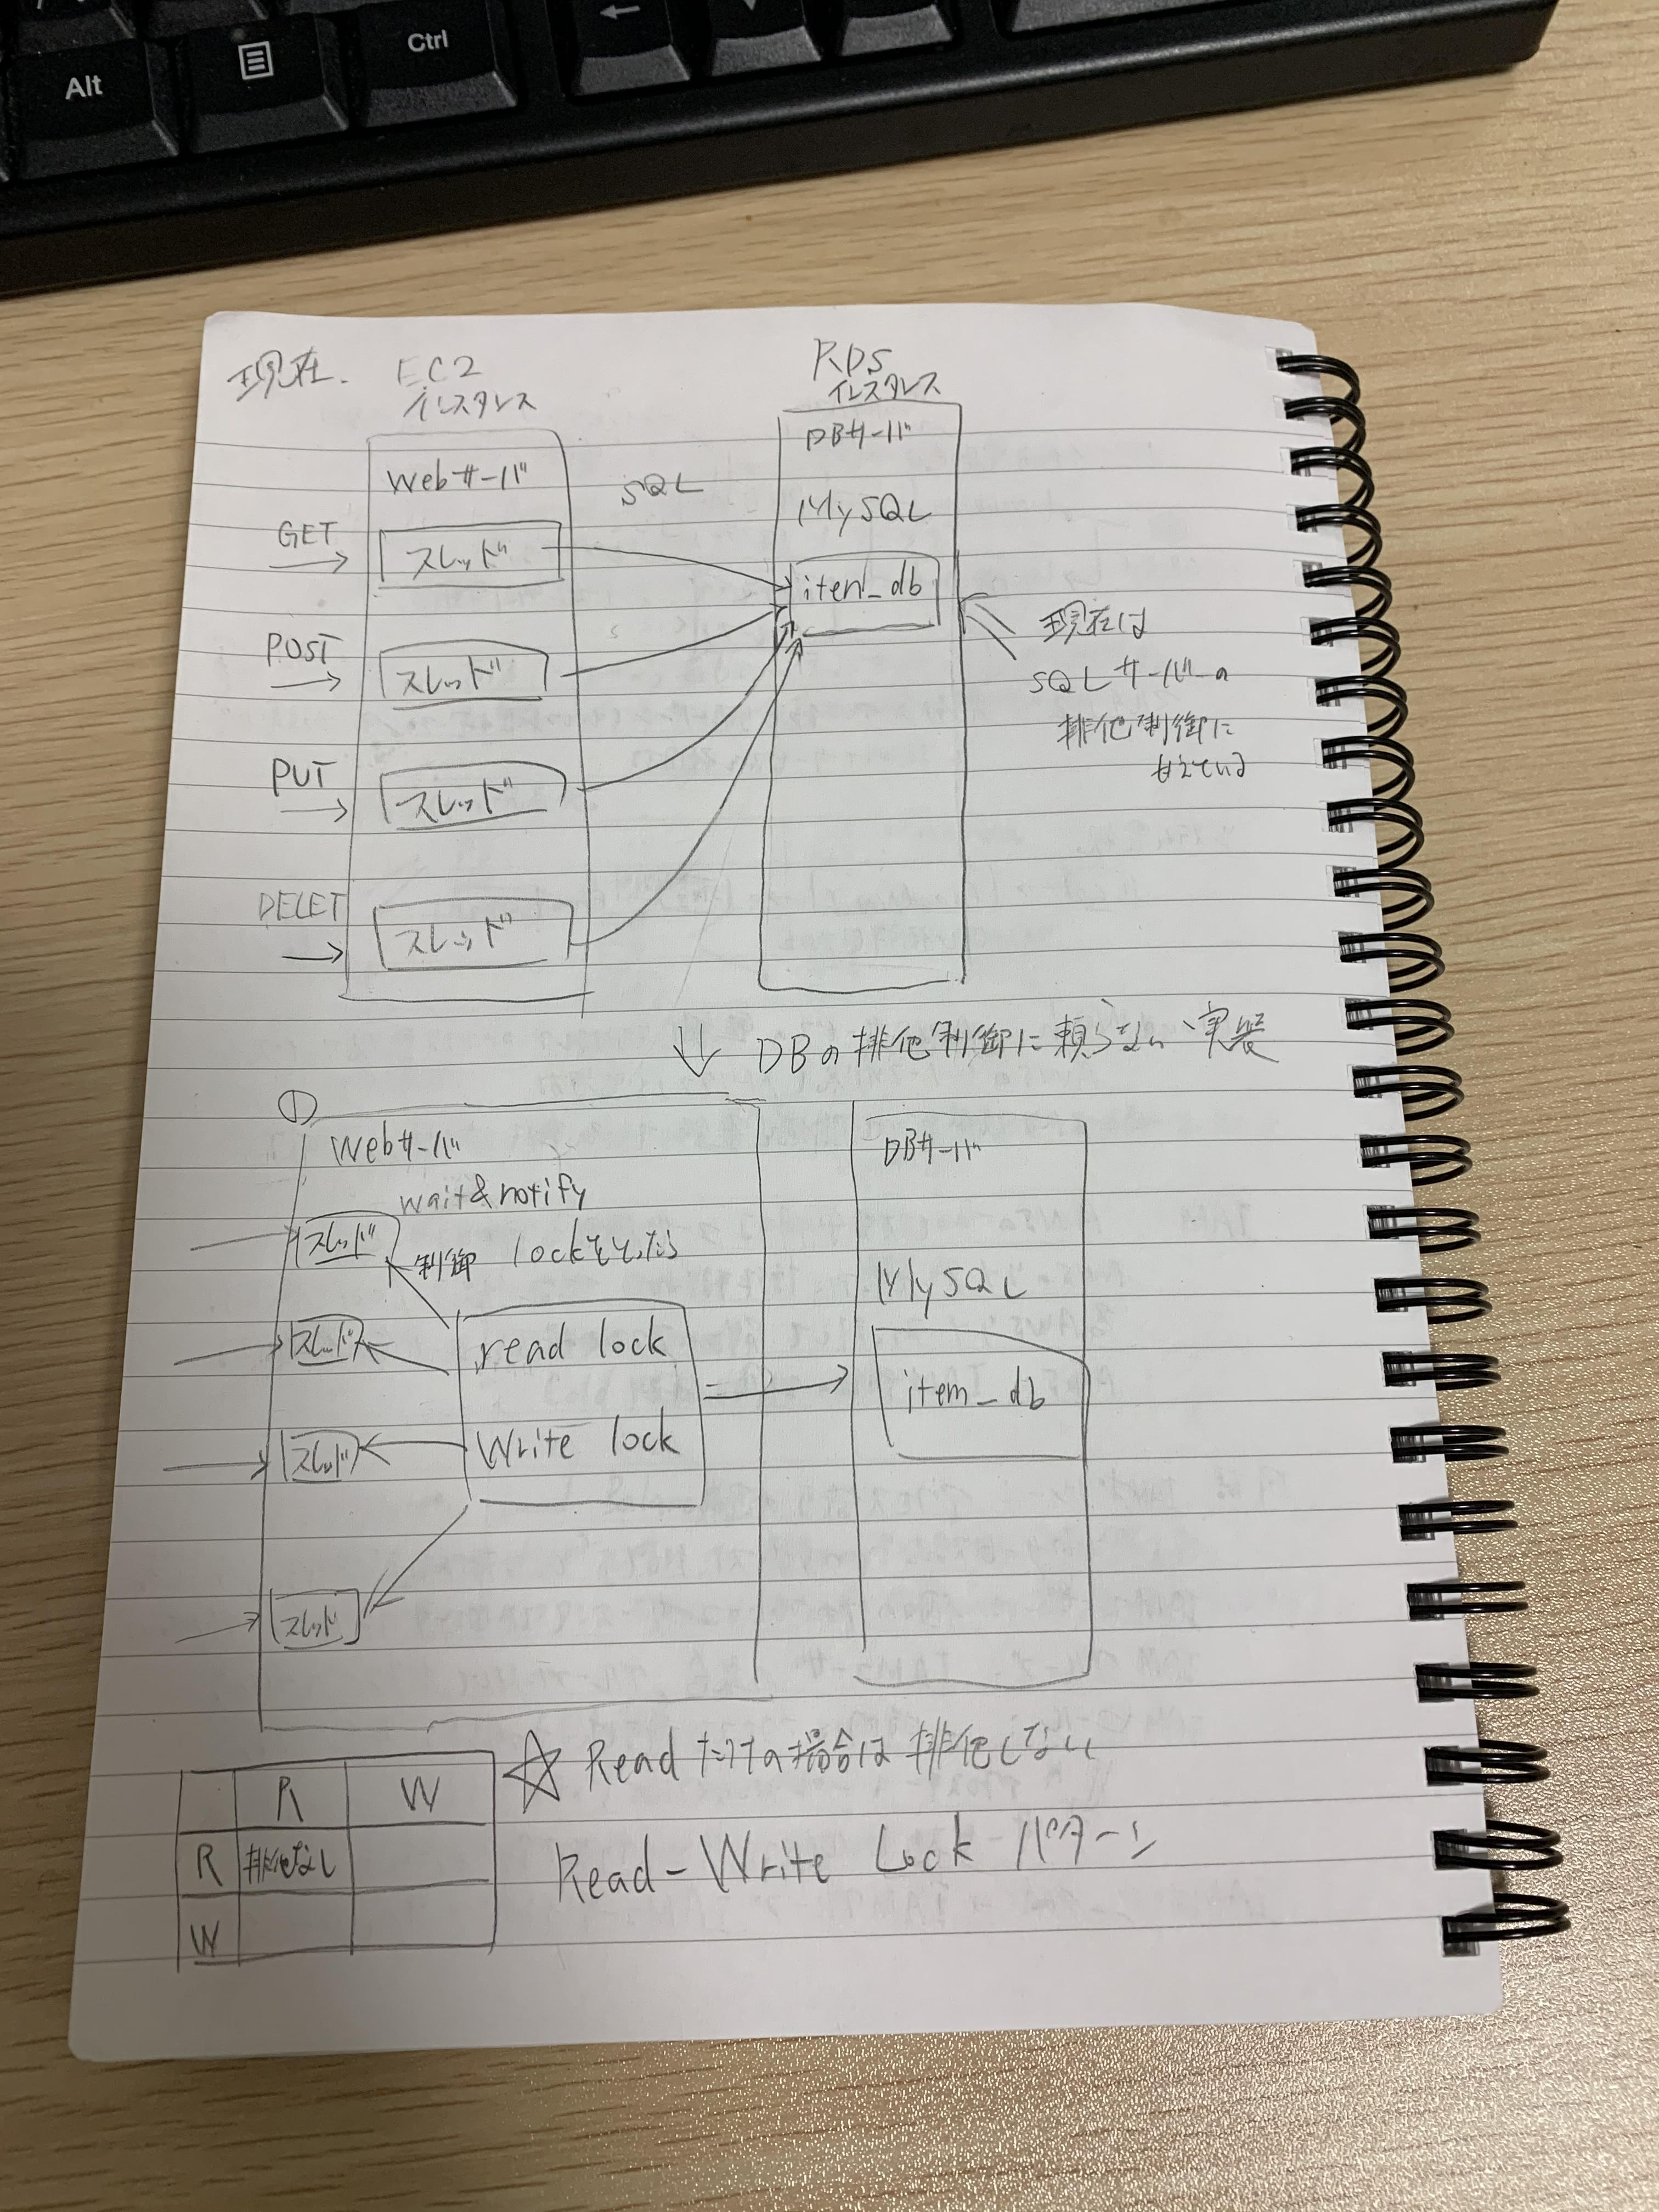 Alt
Ctrl
現在. EC2
インスタンス
RDS
インスタンス
Webサーバ
SQL
DBサーバ
MySQL
GET
スレッド
item_db
POST
スレッド
現在は
SQLサーバーの
排他制御に
甘えている
PUT
スレッド
DELET
スレッド
⇓ DBの排他制御に頼らない実装
①
Webサーバ
wait&notify
スレッド
制御 lockをとったら
DBサーバ
MySQL
スレッド
read lock
item_db
スレッド
Write lock
スレッド
☆ Readだけの場合は排他しない
Read-Write Lock パターン
R W
R 排他なし
W